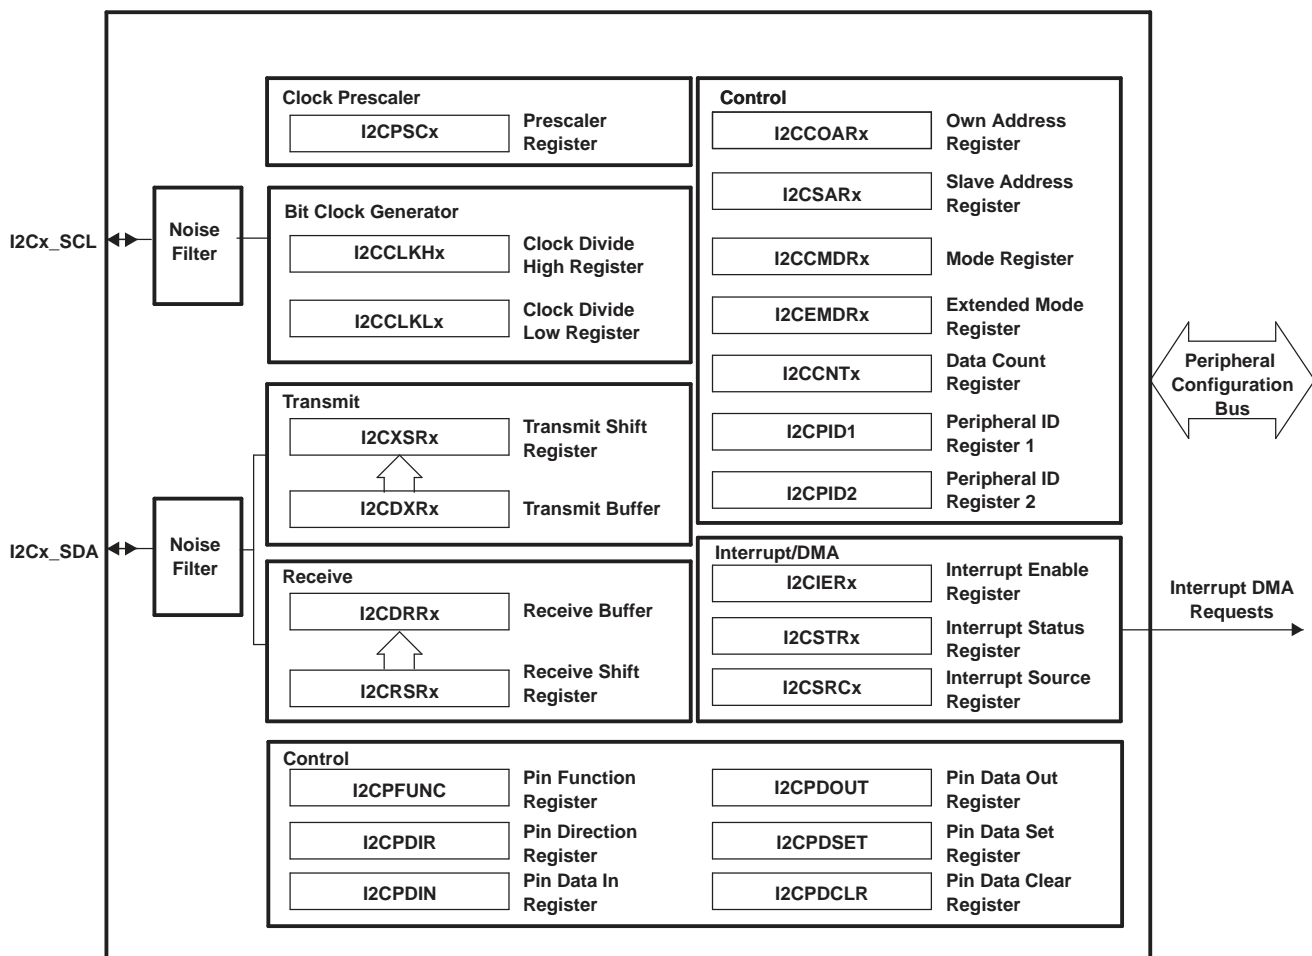 Clock Prescaler
I2CPSCx
Prescaler
Register
Control
I2CCOARx
Own Address
Register
I2CSARx
Slave Address
Register
I2CCMDRx
Mode Register
I2CEMDRx
Extended Mode
Register
I2CCNTx
Data Count
Register
I2CPID1
Peripheral ID
Register 1
I2CPID2
Peripheral ID
Register 2
I2Cx_SCL
Noise
Filter
Bit Clock Generator
I2CCLKHx
Clock Divide
High Register
I2CCLKLx
Clock Divide
Low Register
Peripheral
Configuration
Bus
Transmit
I2CXSRx
Transmit Shift
Register
I2CDXRx
Transmit Buffer
I2Cx_SDA
Noise
Filter
Receive
I2CDRRx
Receive Buffer
I2CRSRx
Receive Shift
Register
Interrupt/DMA
I2CIERx
Interrupt Enable
Register
I2CSTRx
Interrupt Status
Register
I2CSRCx
Interrupt Source
Register
Interrupt DMA
Requests
Control
I2CPFUNC
Pin Function
Register
I2CPDIR
Pin Direction
Register
I2CPDIN
Pin Data In
Register
I2CPDOUT
Pin Data Out
Register
I2CPDSET
Pin Data Set
Register
I2CPDCLR
Pin Data Clear
Register